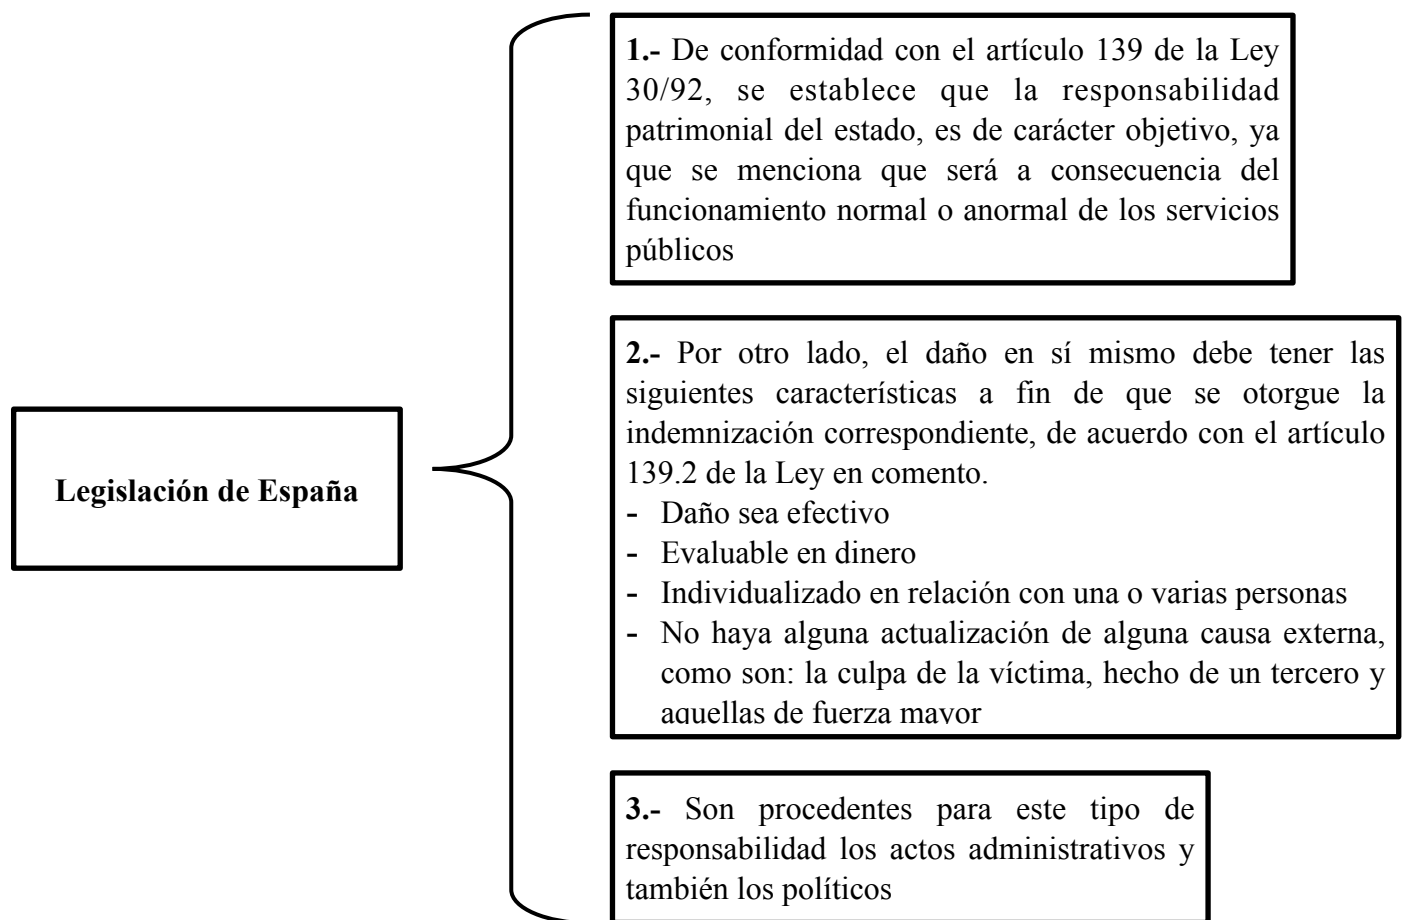 Legislación de España
1.- De conformidad con el artículo 139 de la Ley
30/92, se establece que la responsabilidad
patrimonial del estado, es de carácter objetivo, ya
que se menciona que será a consecuencia del
funcionamiento normal o anormal de los servicios
públicos
2.- Por otro lado, el daño en sí mismo debe tener las
siguientes características a fin de que se otorgue la
indemnización correspondiente, de acuerdo con el artículo
139.2 de la Ley en comento.
- Daño sea efectivo
- Evaluable en dinero
- Individualizado en relación con una o varias personas
- No haya alguna actualización de alguna causa externa,
como son: la culpa de la víctima, hecho de un tercero y
aquellas de fuerza mayor
3.- Son procedentes para este tipo de
responsabilidad los actos administrativos y
también los políticos